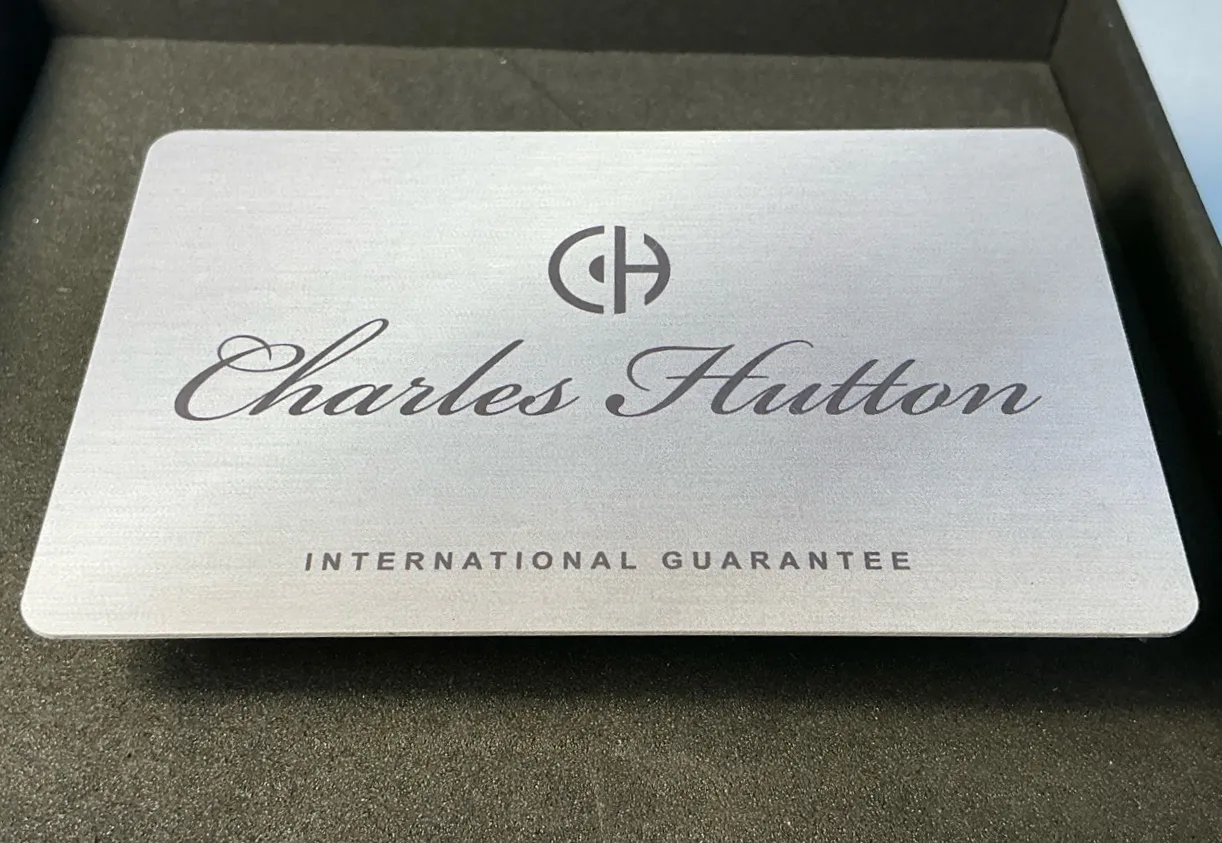 CH
Charles Hutton
INTERNATIONAL GUARANTEE